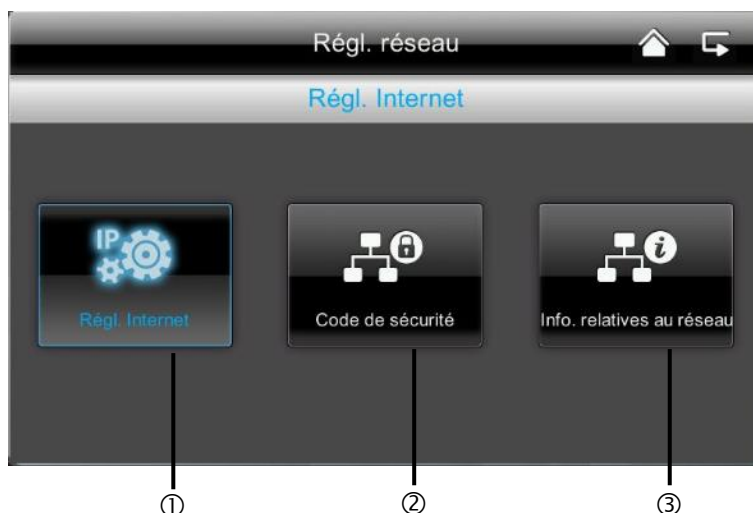 Régl. réseau
Régl. Internet
IP
Régl. Internet
Code de sécurité
i
Info. relatives au réseau
① ② ③